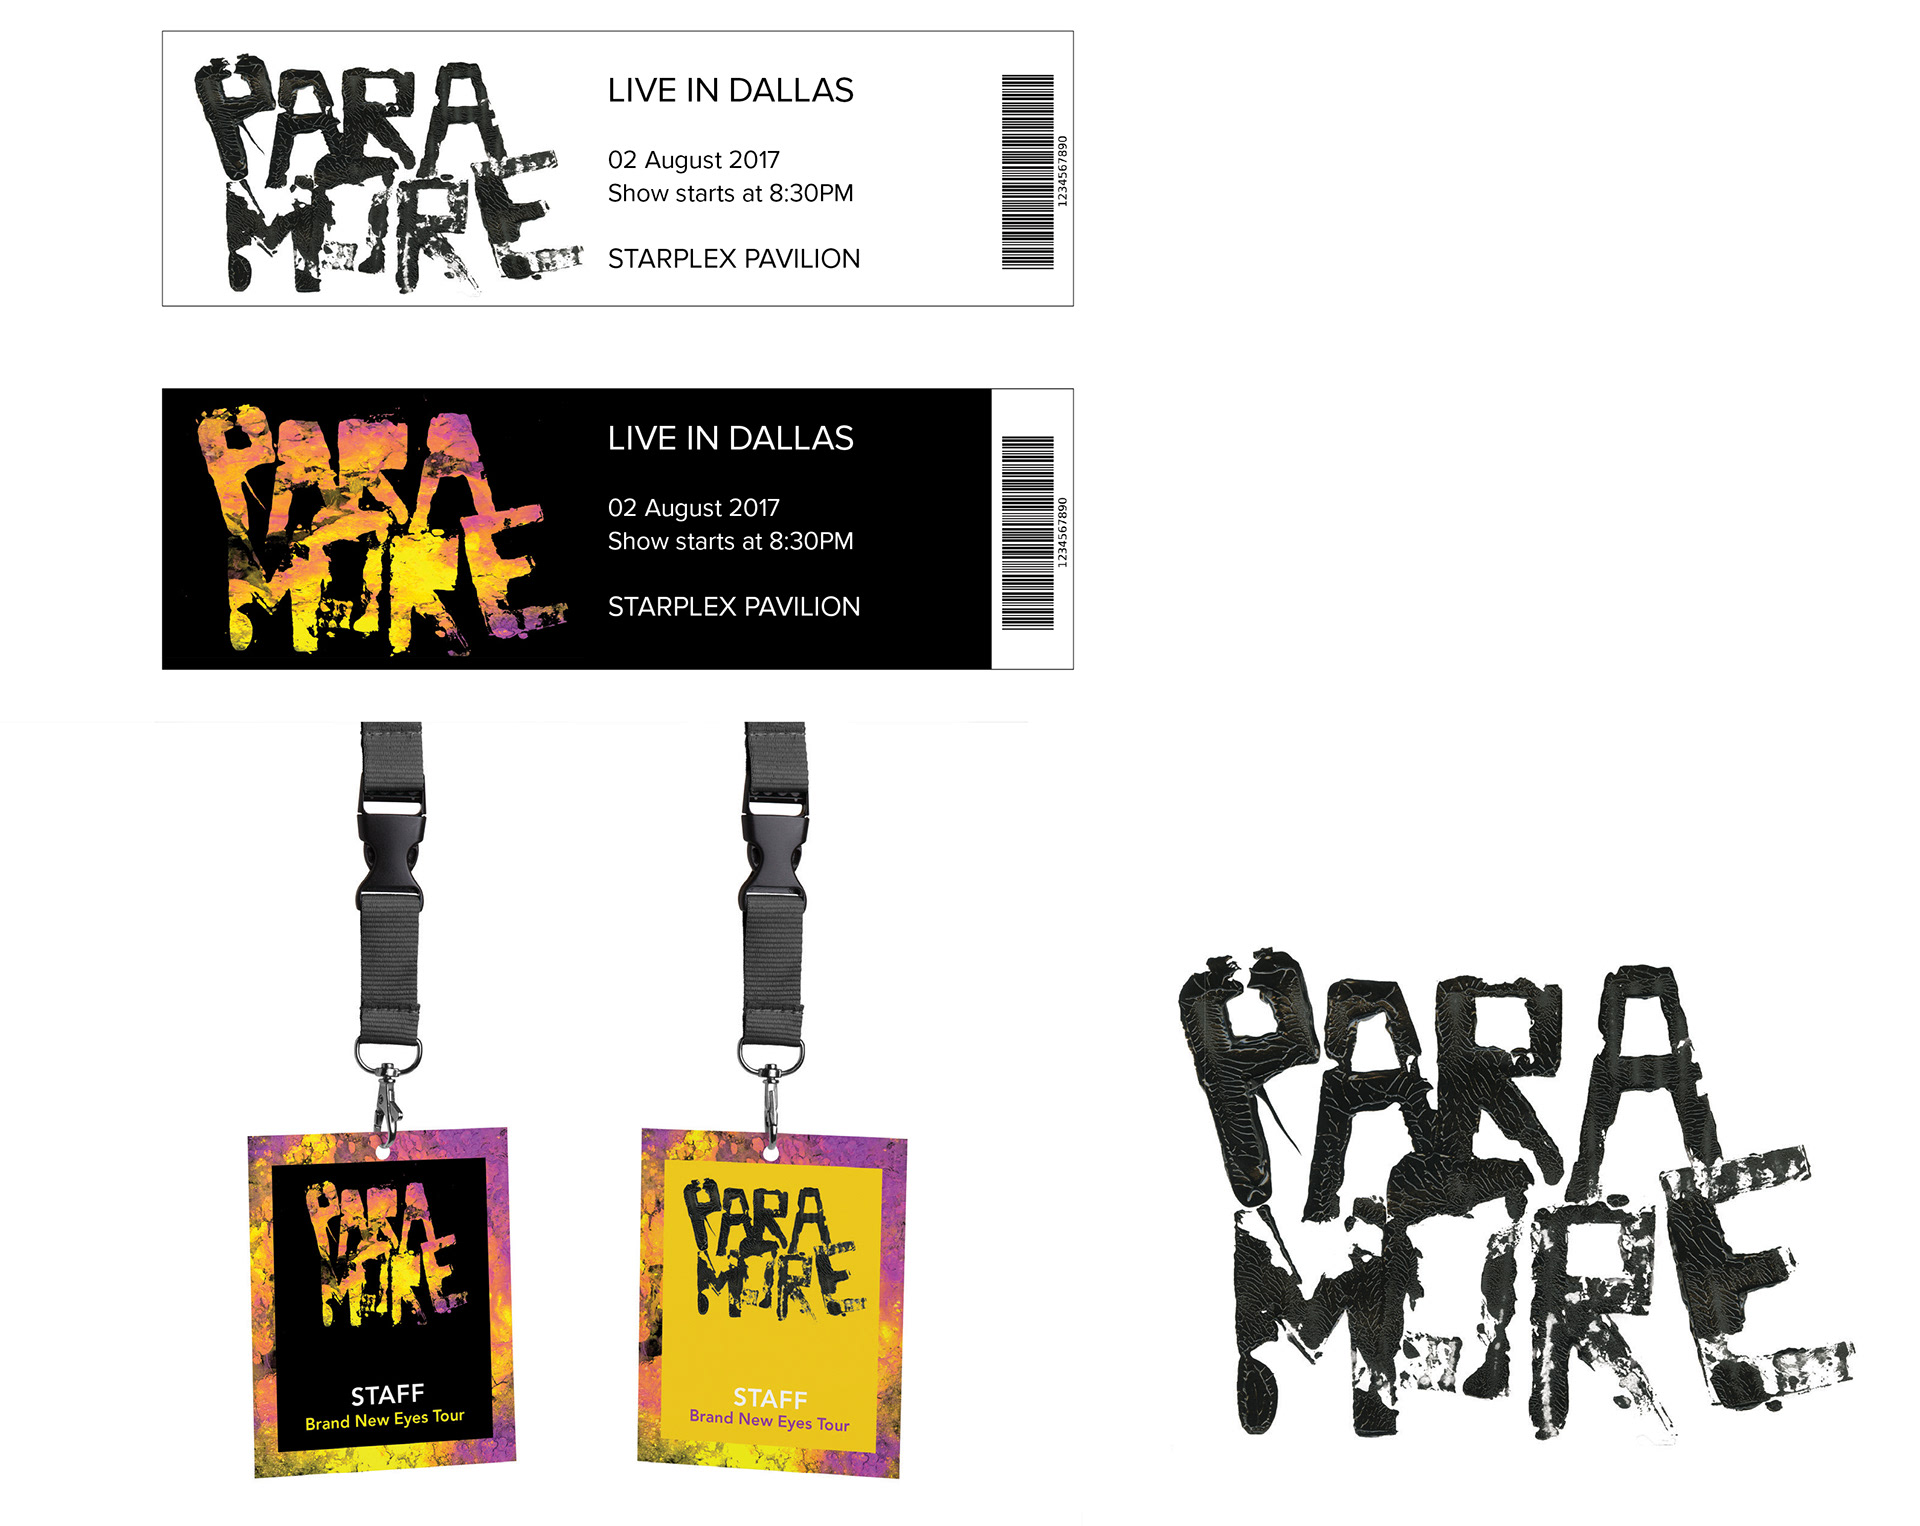 PARA
MORE
LIVE IN DALLAS
02 August 2017
Show starts at 8:30PM
STARPLEX PAVILION
1234567890
PARA
MORE
LIVE IN DALLAS
02 August 2017
Show starts at 8:30PM
STARPLEX PAVILION
1234567890
PARA
MORE
STAFF
Brand New Eyes Tour
PARA
MORE
STAFF
Brand New Eyes Tour
PARA
MORE